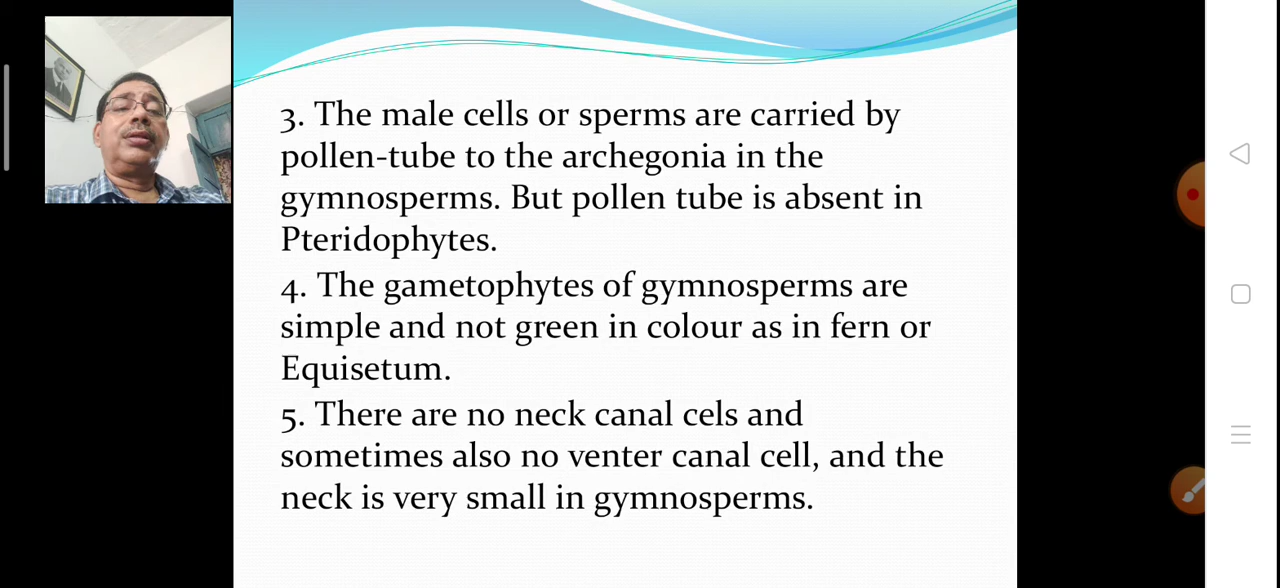 3. The male cells or sperms are carried by
pollen-tube to the archegonia in the
gymnosperms. But pollen tube is absent in
Pteridophytes.
4. The gametophytes of gymnosperms are
simple and not green in colour as in fern or
Equisetum.
5. There are no neck canal cels and
sometimes also no venter canal cell, and the
neck is very small in gymnosperms.